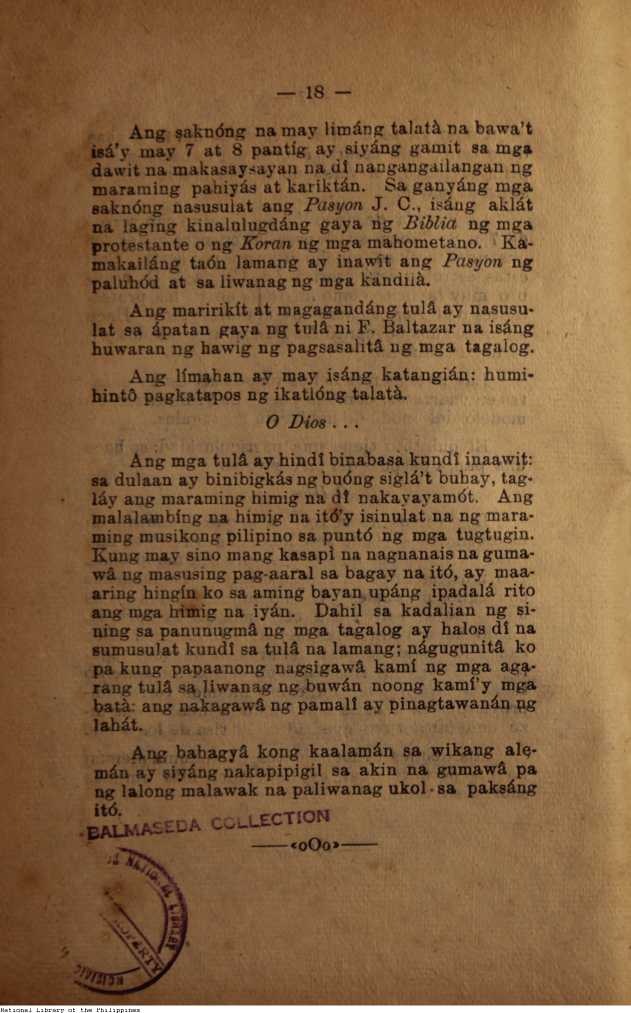 — 18 —
Ang saknóng na may limáng talatà na bawa't
isá'y may 7 at 8 pantíg ay siyáng gamit sa mga
dawit na makasaysayan na dî nangangailangan ng
maraming pahiyás at kariktán. Sa ganyáng mga
saknóng nasusulat ang Pasyon J. C., isáng aklát
na laging kinalulugdáng gaya ng Biblia ng mga
protestante o ng Koran ng mga mahometano. Ka-
makailáng taón lamang ay inawit ang Pasyon ng
paluhód at sa liwanag ng mga kandilà.
Ang maririkít at magagandáng tulâ ay nasusu-
lat sa ápatan gaya ng tulâ ni F. Baltazar na isáng
huwaran ng hawig ng pagsasalitâ ng mga tagalog.
Ang límahan ay may isáng katangián: humi-
hintô pagkatapos ng ikatlóng talatà.
O Dios . . .
Ang mga tulâ ay hindî binabasa kundî inaawit:
sa dulaan ay binibigkás ng buóng siglá't buhay, tag-
láy ang maraming himig na dî nakayayamót. Ang
malalambíng na himig na itó'y isinulat na ng mara-
ming musikong pilipino sa puntó ng mga tugtugin.
Kung may sino mang kasapì na nagnanais na guma-
wâ ng masusing pag-aaral sa bagay na itó, ay maa-
aring hingín ko sa aming bayan upáng ipadalá rito
ang mga himig na iyán. Dahil sa kadalian ng si-
ning sa panunugmâ ng mga tagalog ay halos dî na
sumusulat kundî sa tulâ na lamang; nágugunitâ ko
pa kung papaanong nagsigawâ kamí ng mga aga-
rang tulâ sa liwanag ng buwán noong kamí'y mga
batà: ang nakagawâ ng pamalî ay pinagtawanán ng
lahát.
Ang bahagyâ kong kaalamán sa wikang ale-
mán ay siyáng nakapipigil sa akin na gumawâ pa
ng lalong malawak na paliwanag ukol sa paksáng
itó.
BALMASEDA COLLECTION
——«oOo»——
NATIONAL LIBRARY
PROPERTY
National Library of the Philippines